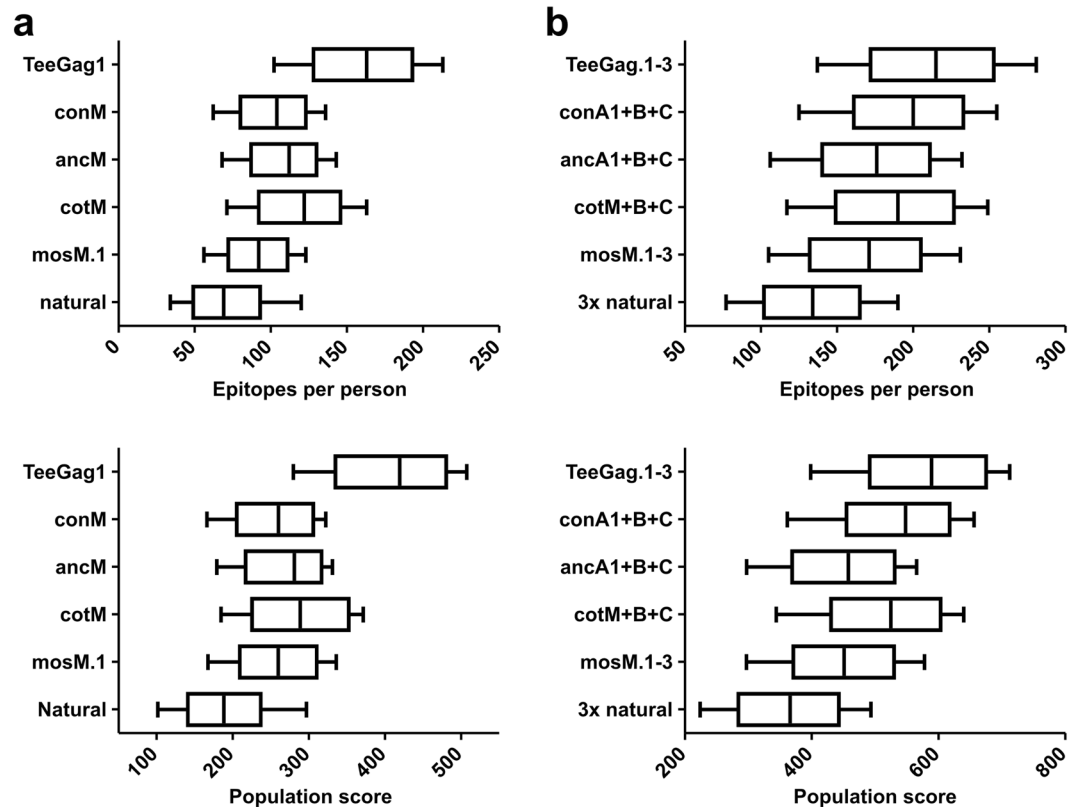 a
TeeGag1
conM
ancM
cotM
mosM.1
natural
0 50 100 150 200 250
Epitopes per person
b
TeeGag.1-3
conA1+B+C
ancA1+B+C
cotM+B+C
mosM.1-3
3x natural
50 100 150 200 250 300
Epitopes per person
TeeGag1
conM
ancM
cotM
mosM.1
Natural
100 200 300 400 500
Population score
TeeGag.1-3
conA1+B+C
ancA1+B+C
cotM+B+C
mosM.1-3
3x natural
200 400 600 800
Population score